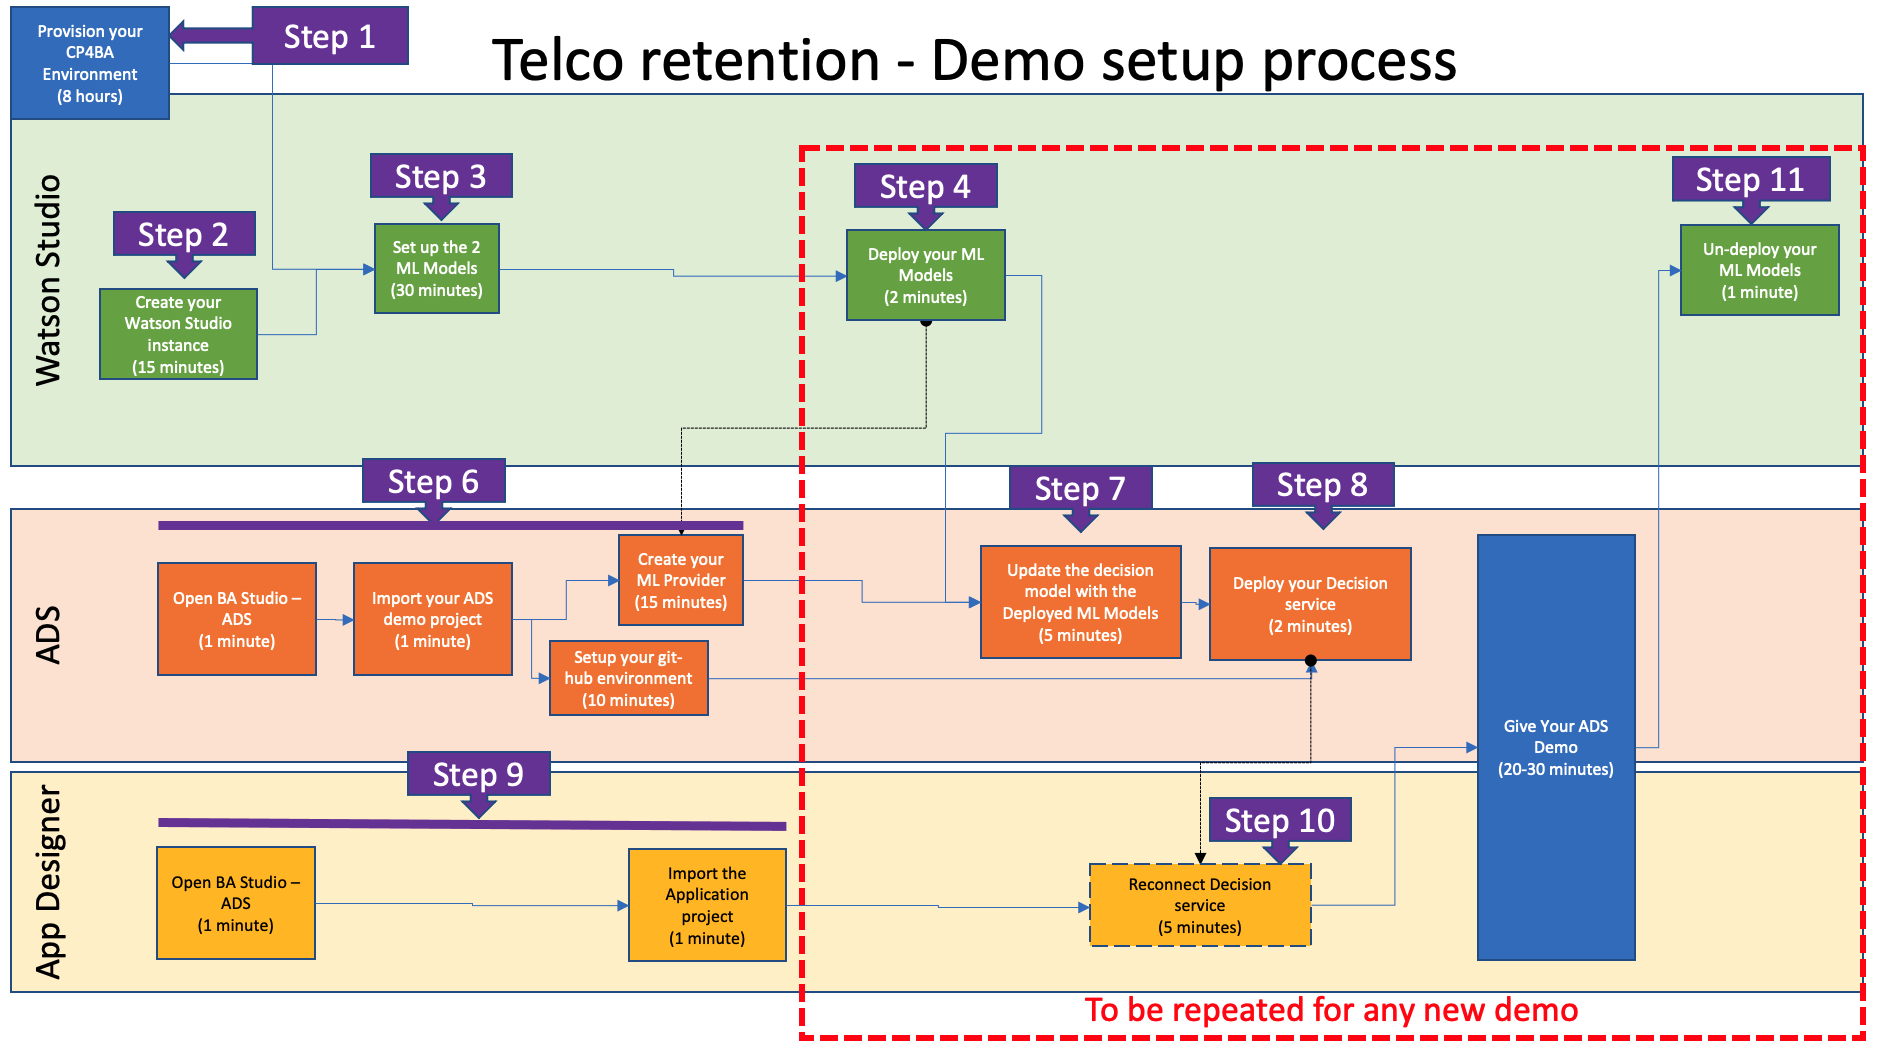 Provision your
CP4BA
Environment
(8 hours)
Step 1
Telco retention - Demo setup process
Watson Studio
Step 2
Create your
Watson Studio
instance
(15 minutes)
Step 3
Set up the 2
ML Models
(30 minutes)
Step 4
Deploy your ML
Models
(2 minutes)
Step 11
Un-deploy your
ML Models
(1 minute)
ADS
Step 6
Open BA Studio –
ADS
(1 minute)
Import your ADS
demo project
(1 minute)
Create your
ML Provider
(15 minutes)
Setup your git-
hub environment
(10 minutes)
Step 7
Update the decision
model with the
Deployed ML Models
(5 minutes)
Step 8
Deploy your Decision
service
(2 minutes)
Give Your ADS
Demo
(20-30 minutes)
App Designer
Step 9
Open BA Studio –
ADS
(1 minute)
Import the
Application
project
(1 minute)
Step 10
Reconnect Decision
service
(5 minutes)
To be repeated for any new demo